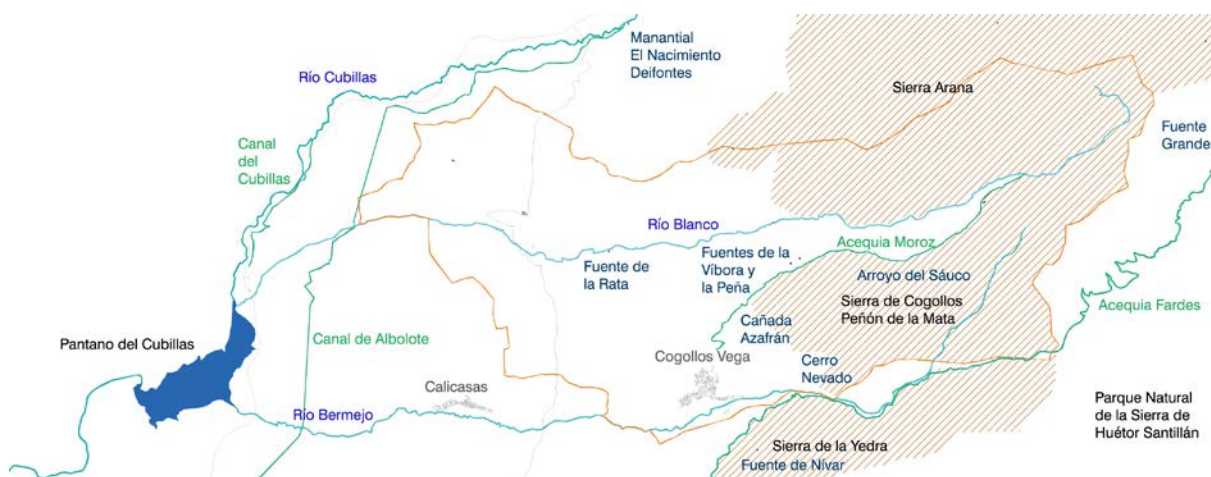 Manantial
El Nacimiento
Deifontes
Río Cubillas
Sierra Arana
Canal
del
Cubillas
Fuente
Grande
Río Blanco
Acequia Moroz
Fuente de
la Rata
Fuentes de la
Víbora y
la Peña
Arroyo del Sáuco
Sierra de Cogollos
Peñón de la Mata
Acequia Fardes
Cañada
Azafrán
Pantano del Cubillas
Canal de Albolote
Cogollos Vega
Cerro
Nevado
Calicasas
Río Bermejo
Parque Natural
de la Sierra de
Huétor Santillán
Sierra de la Yedra
Fuente de Nívar